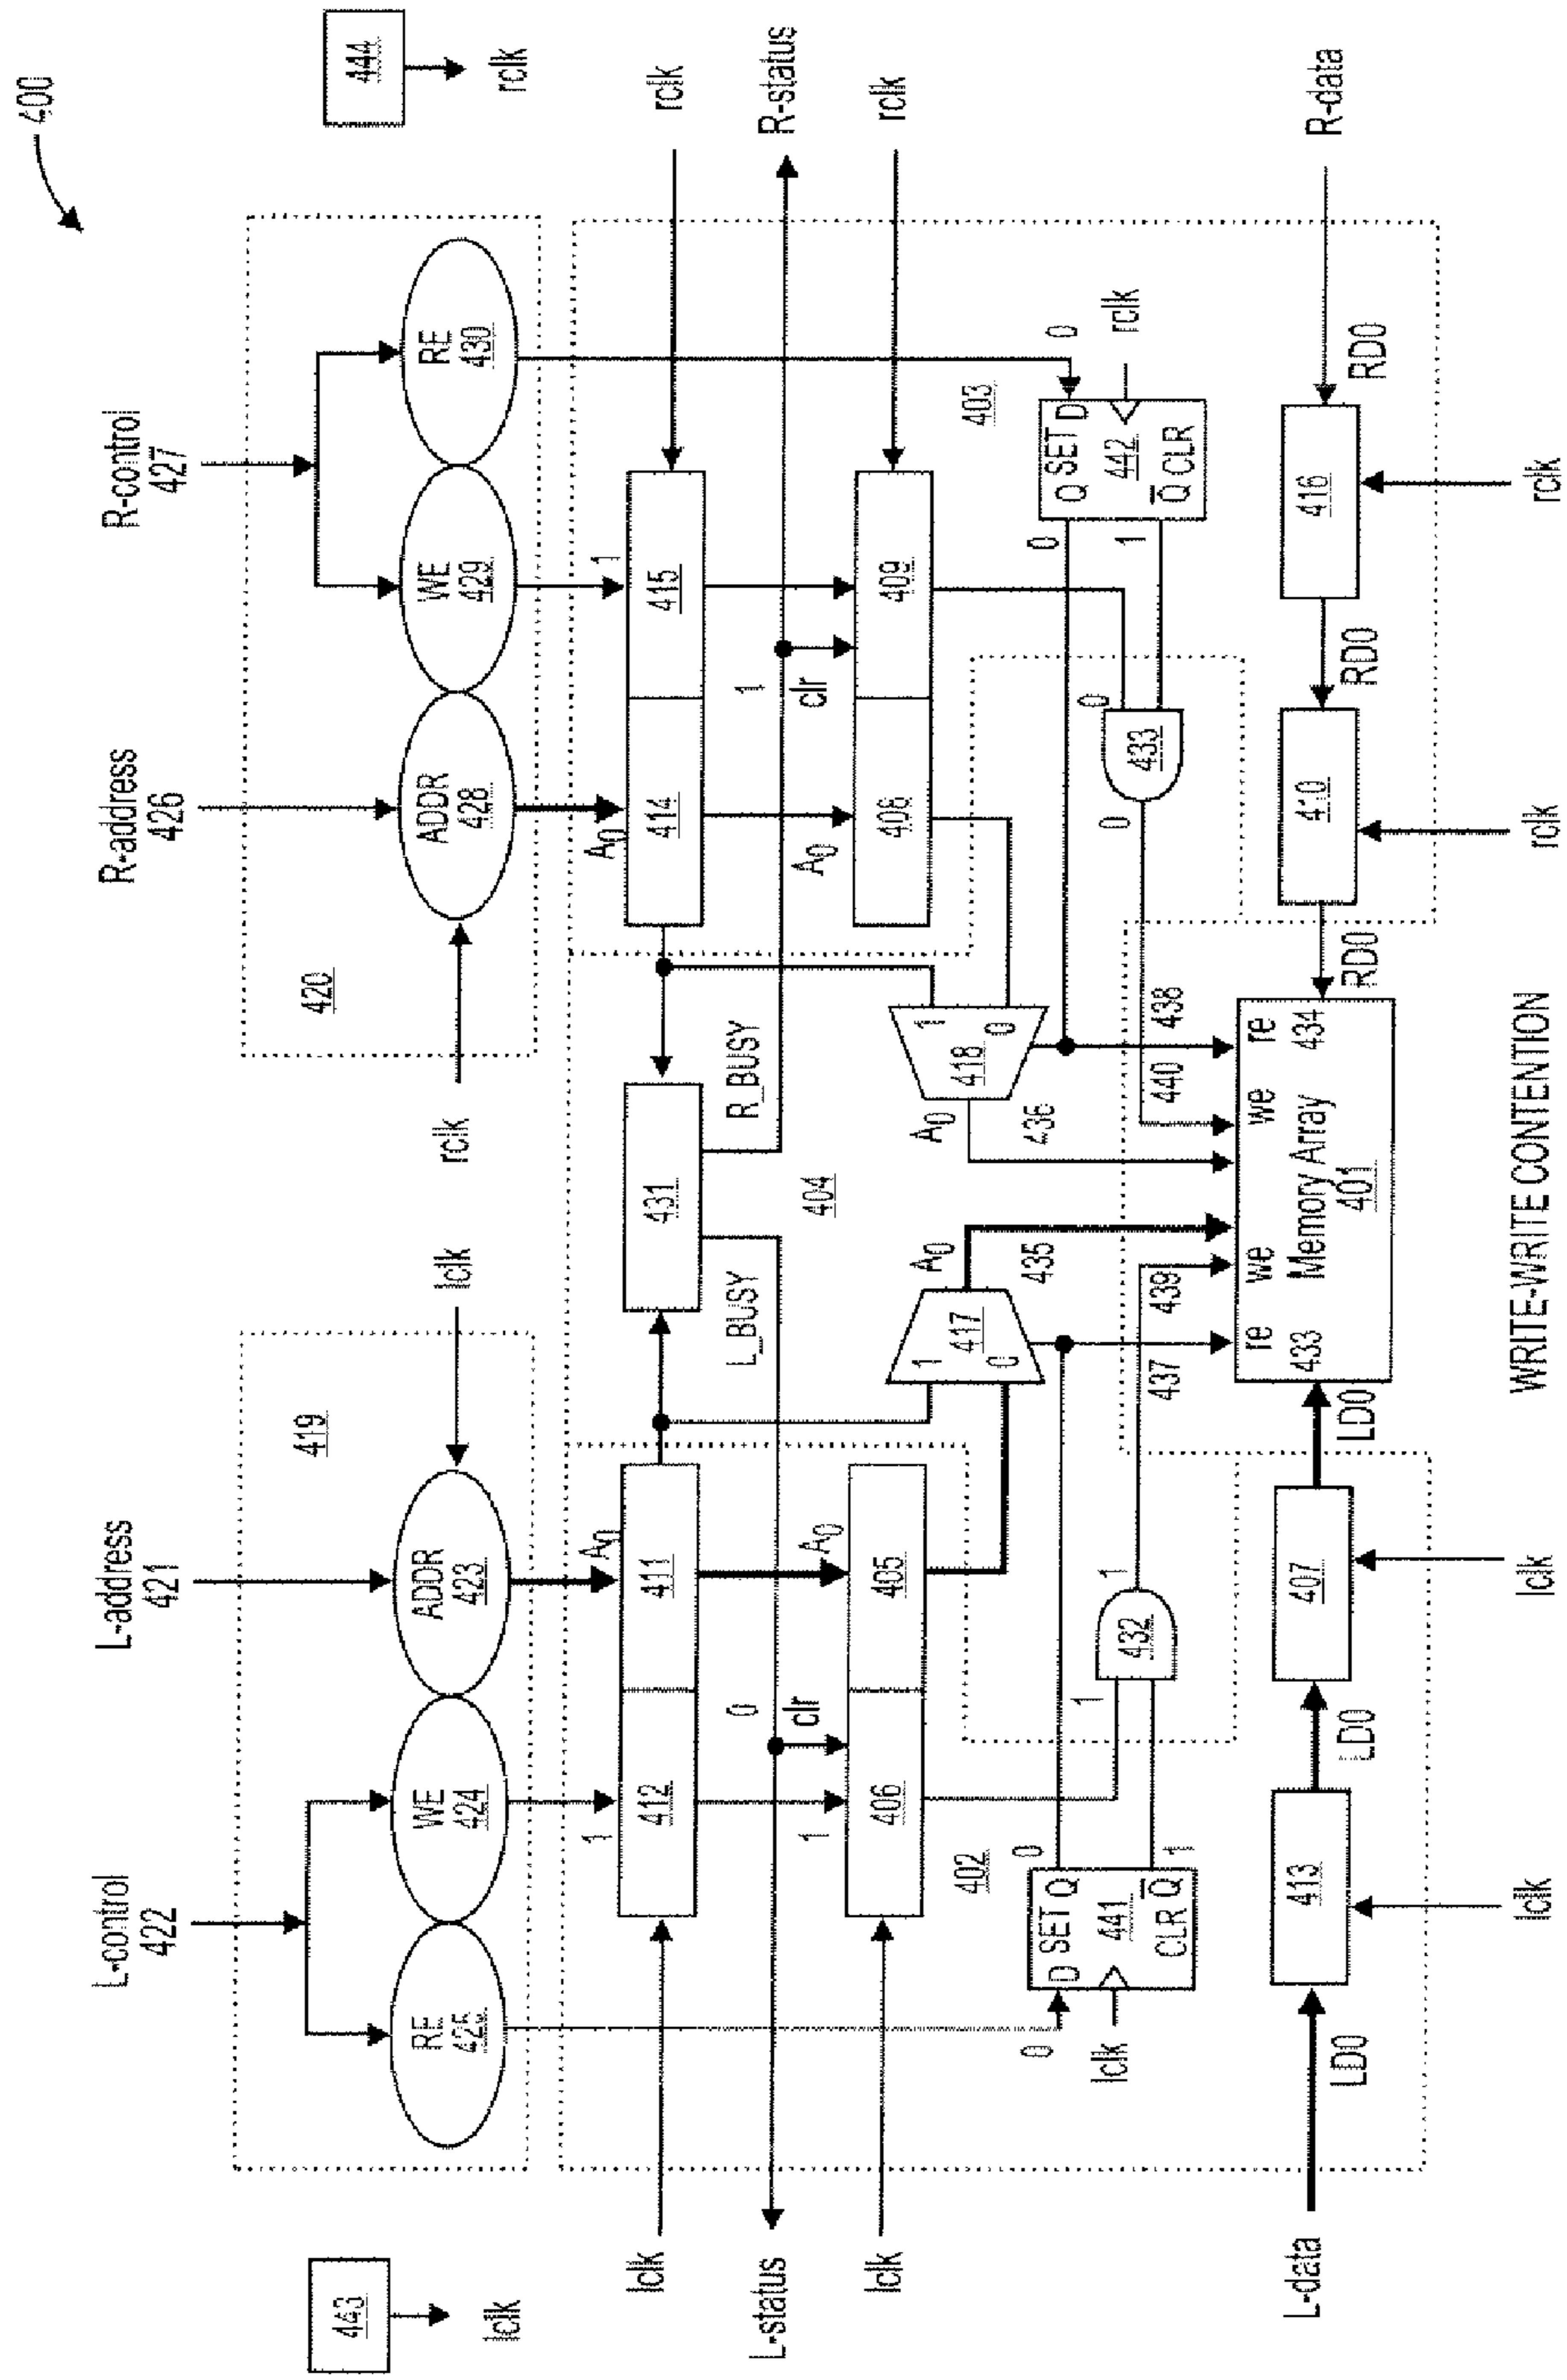 400
L-control
422
L-address
421
R-address
426
R-control
427
443
lclk
419
lclk
rclk
420
444
rclk
RE
425
WE
424
ADDR
423
ADDR
428
WE
429
RE
430
1
A0
A0
1
lclk
412
411
431
414
415
rclk
0
L_BUSY
R_BUSY
1
L-status
R-status
1
clr
A0
A0
clr
lclk
406
405
404
408
409
rclk
402
1
417
0
A0
435
A0
436
1
418
0
403
0
D SET Q
0
0
Q SET D
0
lclk
441
442
rclk
CLR Q
1
1
Q CLR
1
432
1
0
433
0
437
439
440
438
re
we
we
re
433
Memory Array
401
434
L-data
LD0
413
LD0
407
LD0
RD0
410
RD0
416
RD0
R-data
lclk
lclk
rclk
rclk
WRITE-WRITE CONTENTION